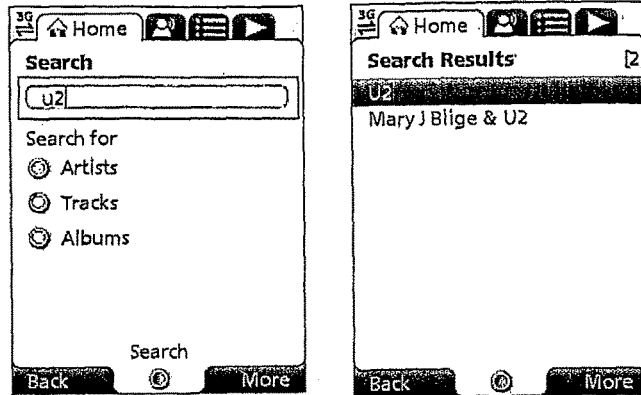 3G
Home
Search
u2
Search for
Artists
Tracks
Albums
Search
Back
More
3G
Home
Search Results
[2
U2
Mary J Blige & U2
Back
More